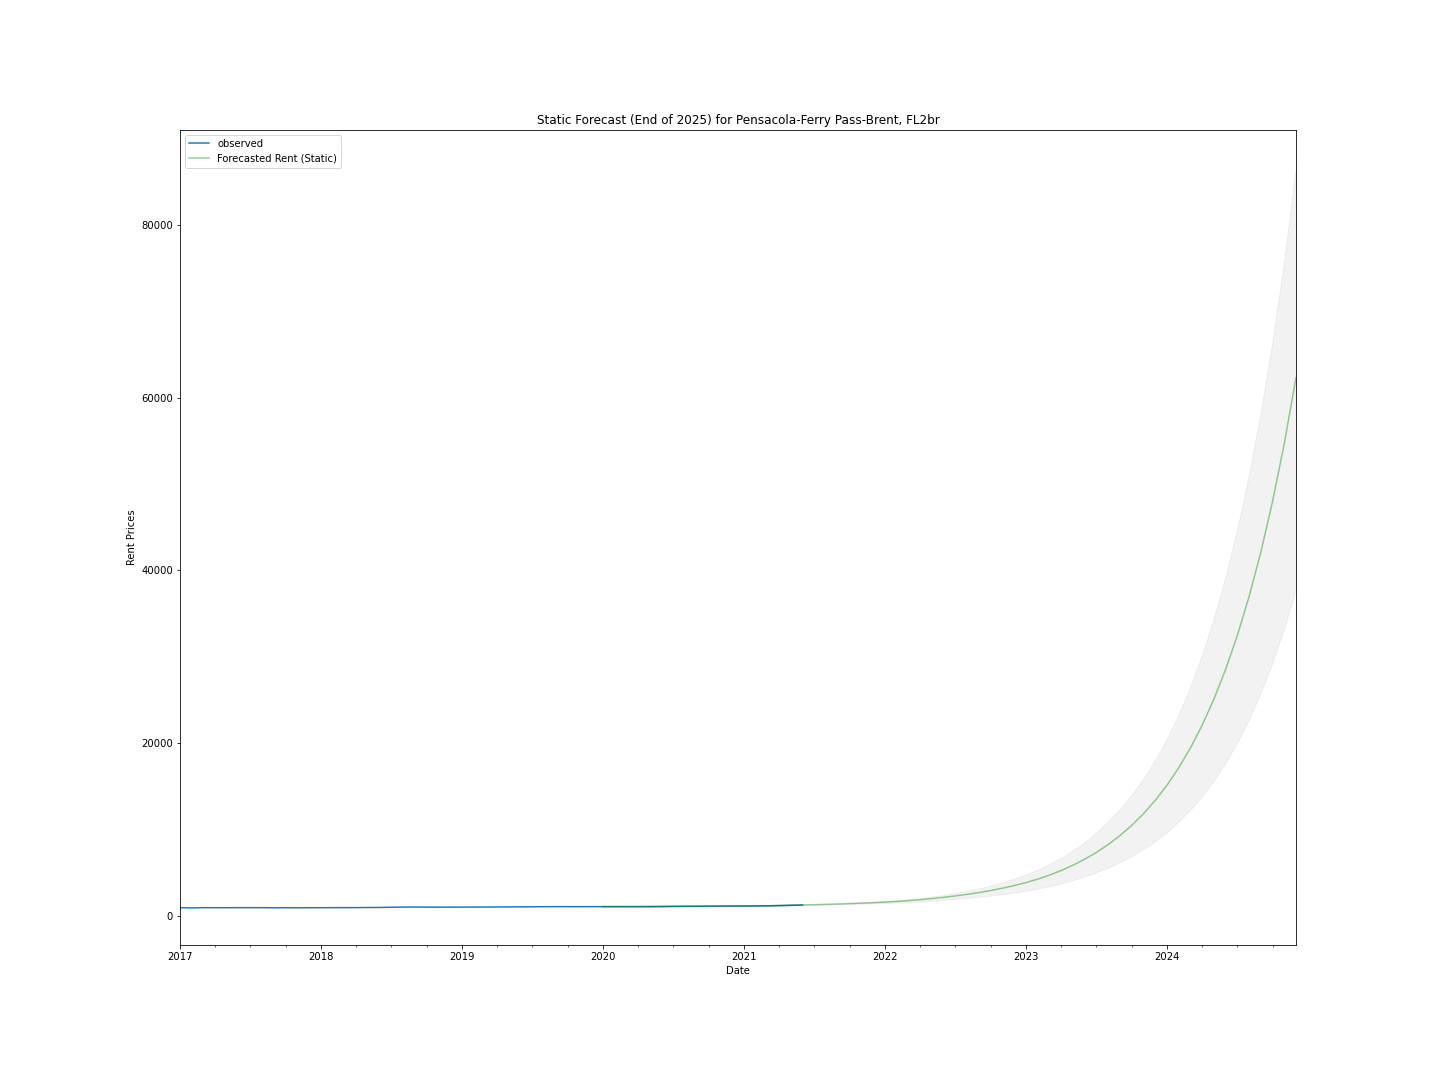 Static Forecast (End of 2025) for Pensacola-Ferry Pass-Brent, FL2br
observed
Forecasted Rent (Static)
80000
60000
40000
20000
0
Rent Prices
2017 2018 2019 2020 2021 2022 2023 2024
Date